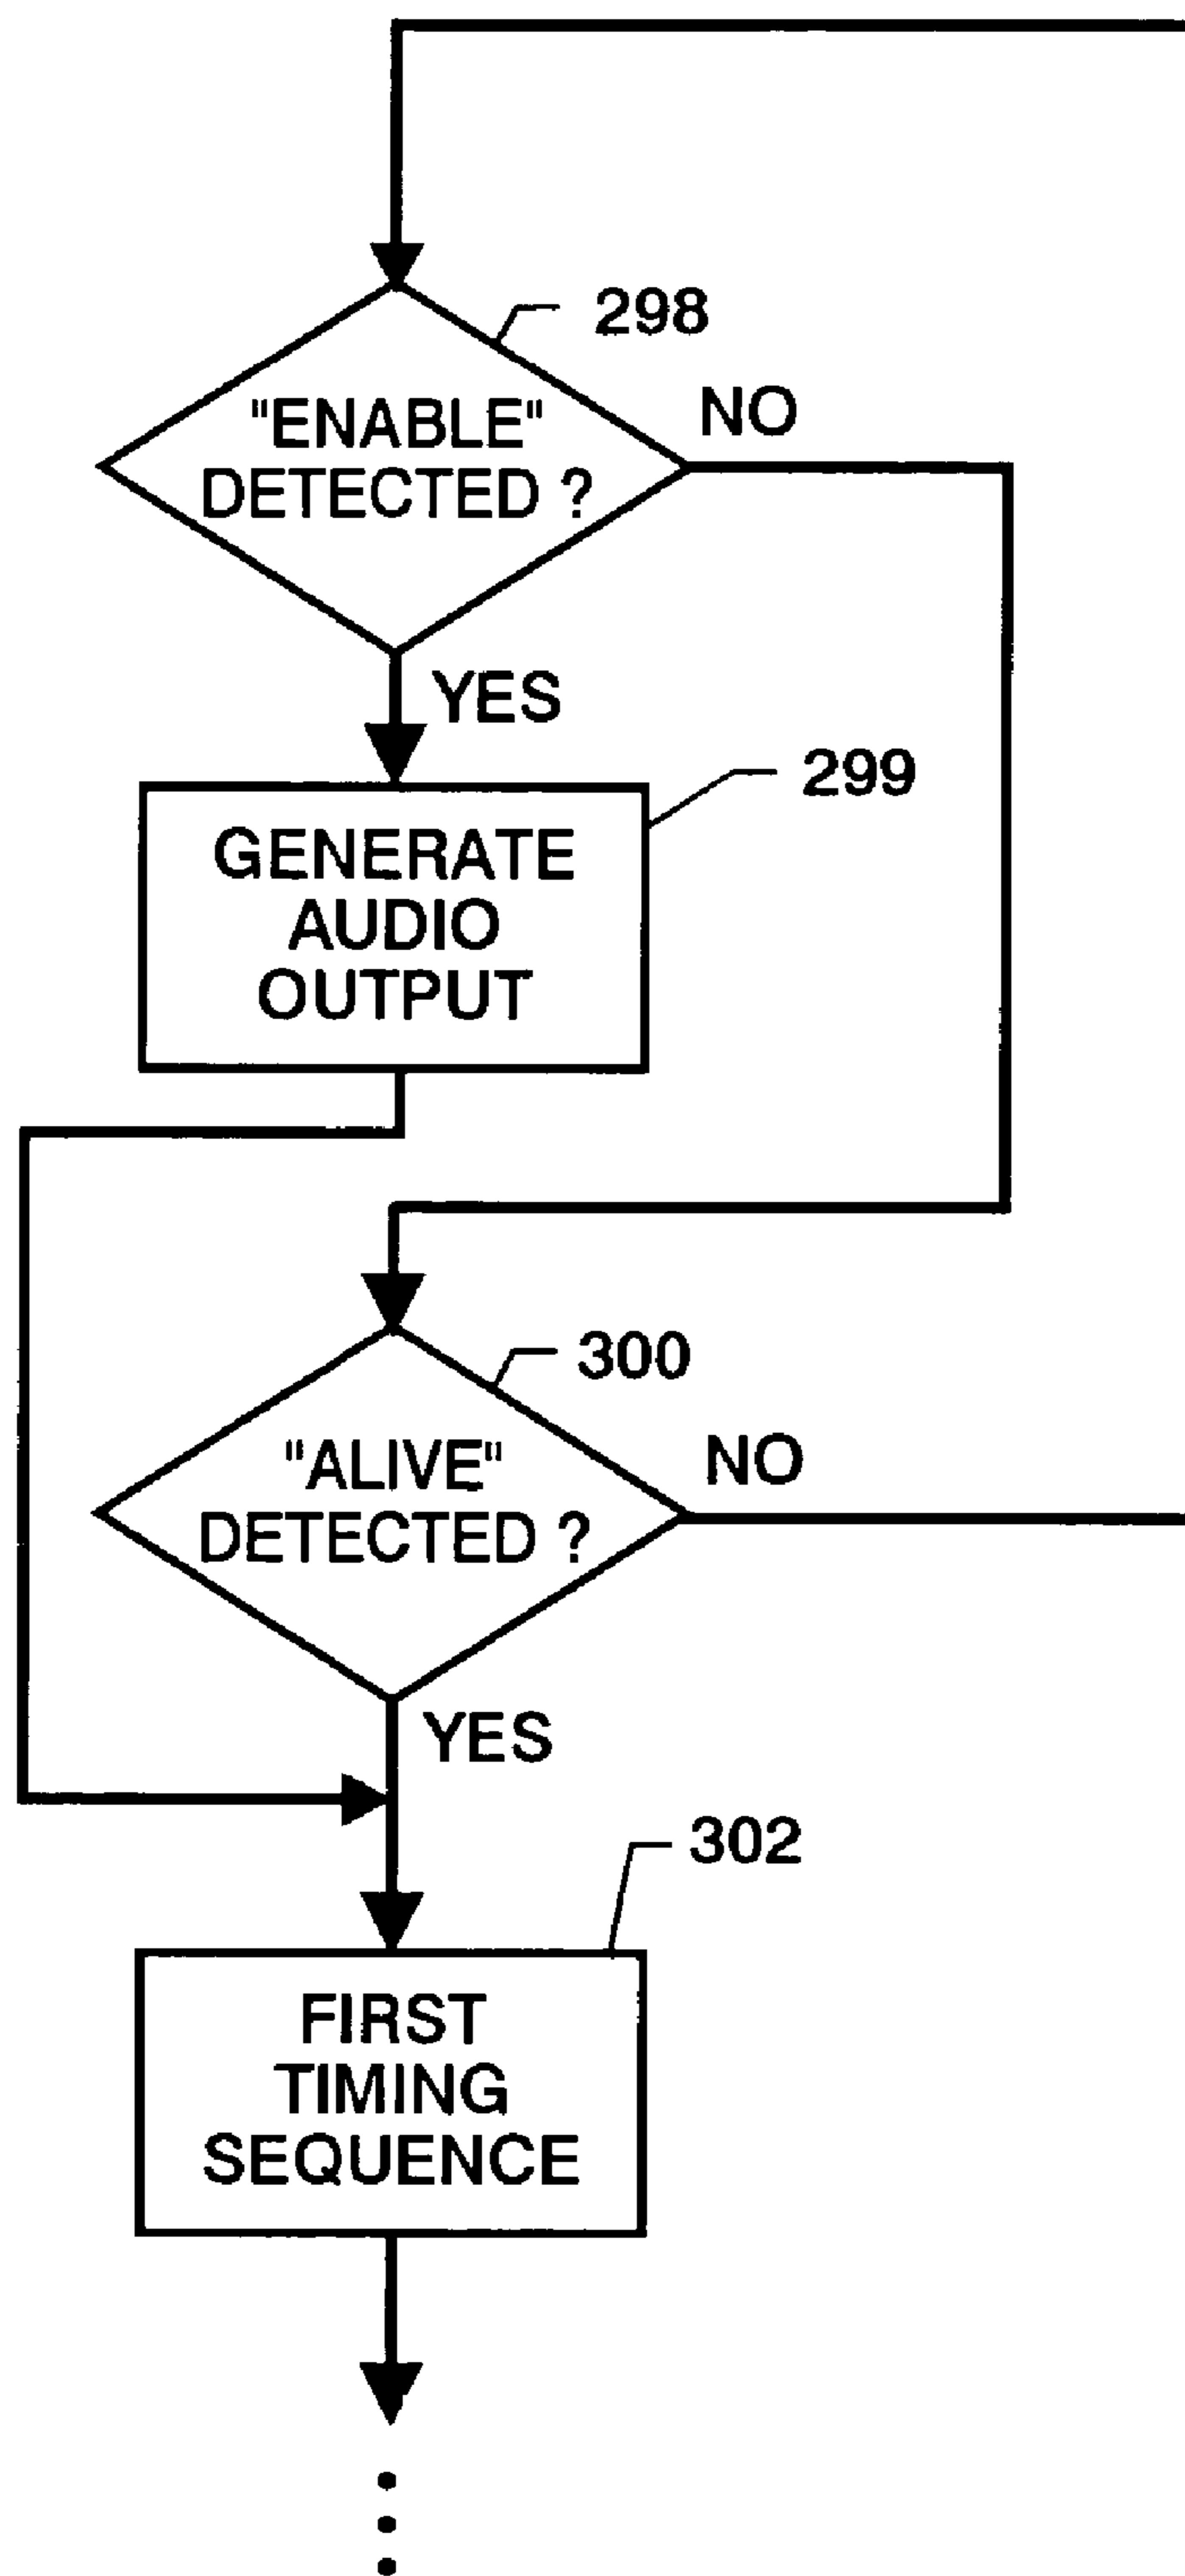 298
"ENABLE"
DETECTED ?
NO
YES
299
GENERATE
AUDIO
OUTPUT
300
"ALIVE"
DETECTED ?
NO
YES
302
FIRST
TIMING
SEQUENCE